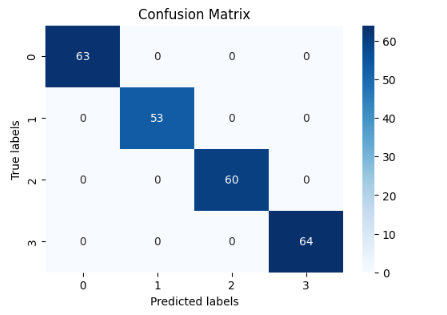 Confusion Matrix
True labels
0 63 0 0 0
1 0 53 0 0
2 0 0 60 0
3 0 0 0 64
0 1 2 3
Predicted labels
60
50
40
30
20
10
0